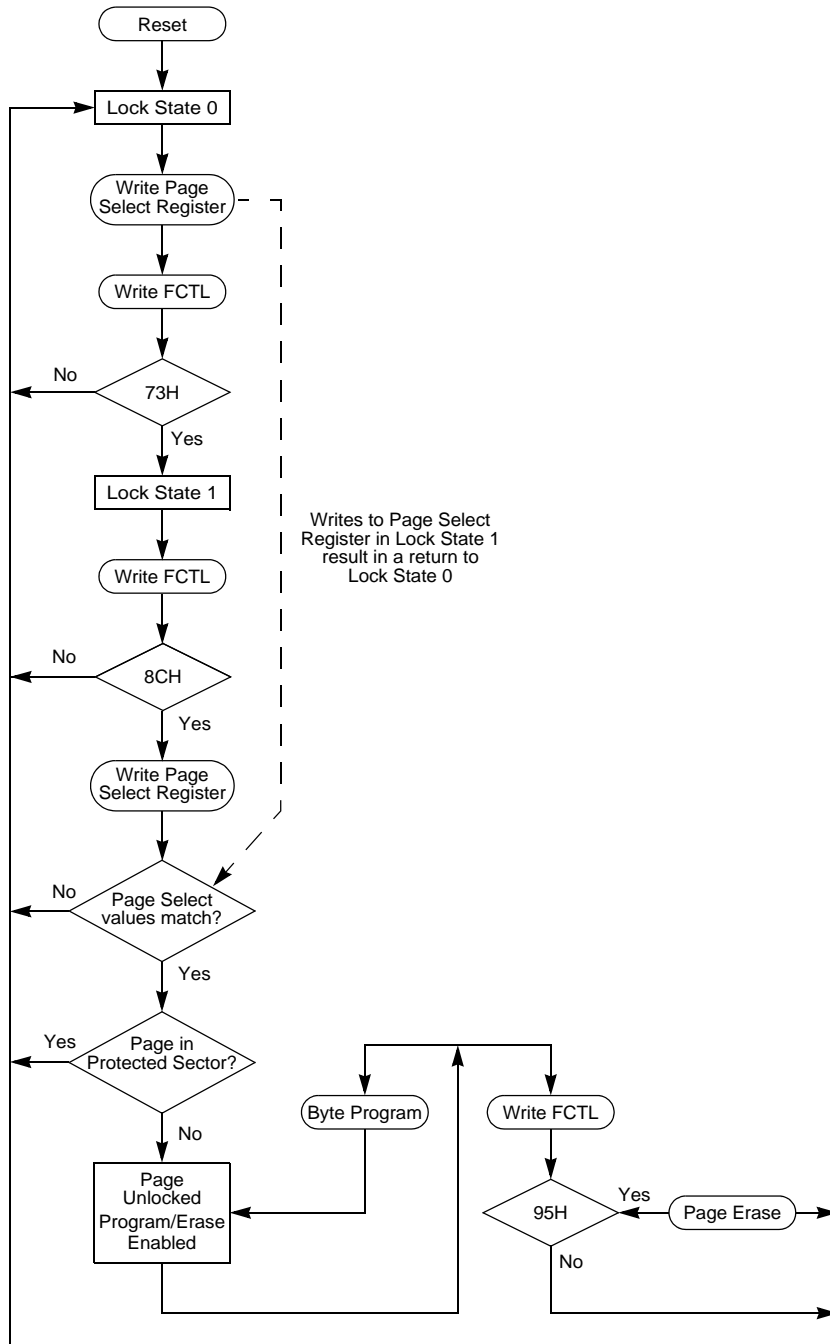 Reset
Lock State 0
Write Page
Select Register
Write FCTL
No
73H
Yes
Lock State 1
Writes to Page Select
Register in Lock State 1
result in a return to
Lock State 0
Write FCTL
No
8CH
Yes
Write Page
Select Register
No
Page Select
values match?
Yes
Yes
Page in
Protected Sector?
No
Byte Program
Write FCTL
Page
Unlocked
Program/Erase
Enabled
95H
Yes
Page Erase
No